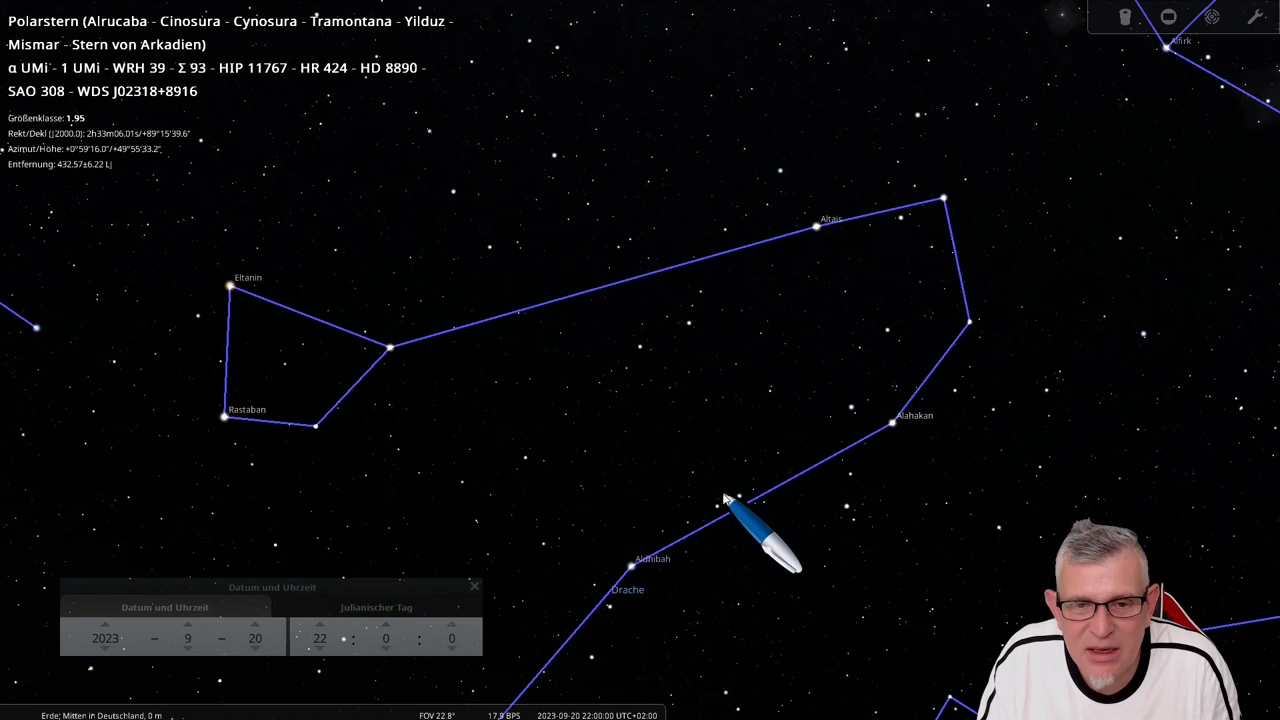 Polarstern (Alrucaba - Cinosura - Cynosura - Tramontana - Yilduz -
Mismar - Stern von Arkadien)
α UMi - 1 UMi - WRH 39 - Σ 93 - HIP 11767 - HR 424 - HD 8890 -
SAO 308 - WDS J02318+8916
Größenklasse: 1.95
Rekt/Dekl (J2000.0): 2h33m06.01s/+89°15'39.6"
Azimut/Höhe: +0°59'16.0"/+49°55'33.2"
Entfernung: 432.57±6.22 Lj
Alfirk
Altais
Eltanin
Rastaban
Alahakan
Aldhibah
Drache
Datum und Uhrzeit
Datum und Uhrzeit Julianischer Tag
2023 - 9 - 20 22 : 0 : 0
Erde; Mitten in Deutschland, 0 m FOV 22.8° 17.9 BPS 2023-09-20 22:00:00 UTC+02:00